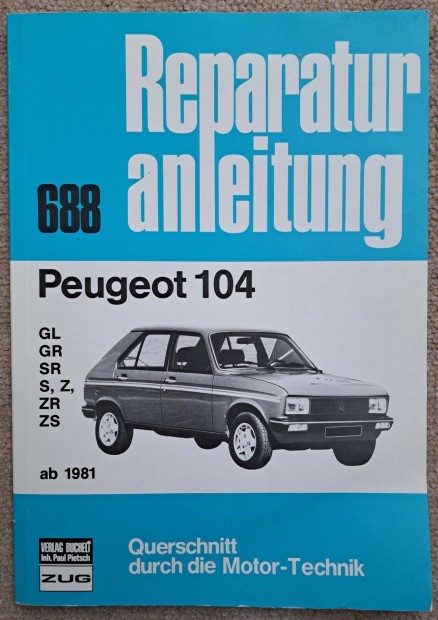 Reparatur
anleitung
688
Peugeot 104
GL
GR
SR
S, Z,
ZR
ZS
ab 1981
VERLAG BUCHELI
Inh. Paul Pietsch
ZUG
Querschnitt
durch die Motor-Technik